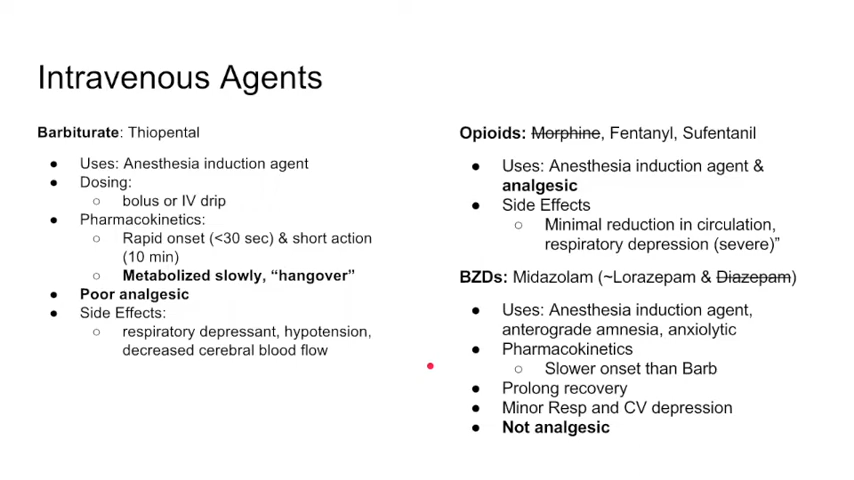 Intravenous Agents
Barbiturate: Thiopental
● Uses: Anesthesia induction agent
● Dosing:
○ bolus or IV drip
● Pharmacokinetics:
○ Rapid onset (<30 sec) & short action
(10 min)
○ Metabolized slowly, “hangover”
● Poor analgesic
● Side Effects:
○ respiratory depressant, hypotension,
decreased cerebral blood flow
Opioids: Morphine, Fentanyl, Sufentanil
● Uses: Anesthesia induction agent &
analgesic
● Side Effects
○ Minimal reduction in circulation,
respiratory depression (severe)”
BZDs: Midazolam (~Lorazepam & Diazepam)
● Uses: Anesthesia induction agent,
anterograde amnesia, anxiolytic
● Pharmacokinetics
○ Slower onset than Barb
● Prolong recovery
● Minor Resp and CV depression
● Not analgesic